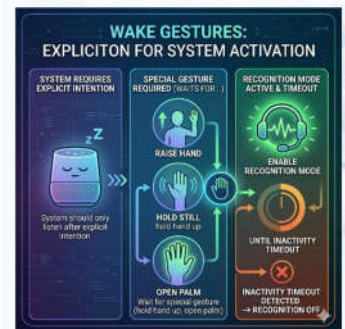 WAKE GESTURES:
EXPLICITON FOR SYSTEM ACTIVATION
SYSTEM REQUIRES
EXPLICIT INTENTION
zZ
System should only
listen after explicit
intention
SPECIAL GESTURE
REQUIRED (WAITS FOR...)
RAISE HAND
HOLD STILL
hold hand up
OPEN PALM
Wait for special gesture
(hold hand up, open palm)
RECOGNITION MODE
ACTIVE & TIMEOUT
ENABLE
RECOGNITION MODE
UNTIL INACTIVITY
TIMEOUT
INACTIVITY TIMEOUT
DETECTED
→ RECOGNITION OFF